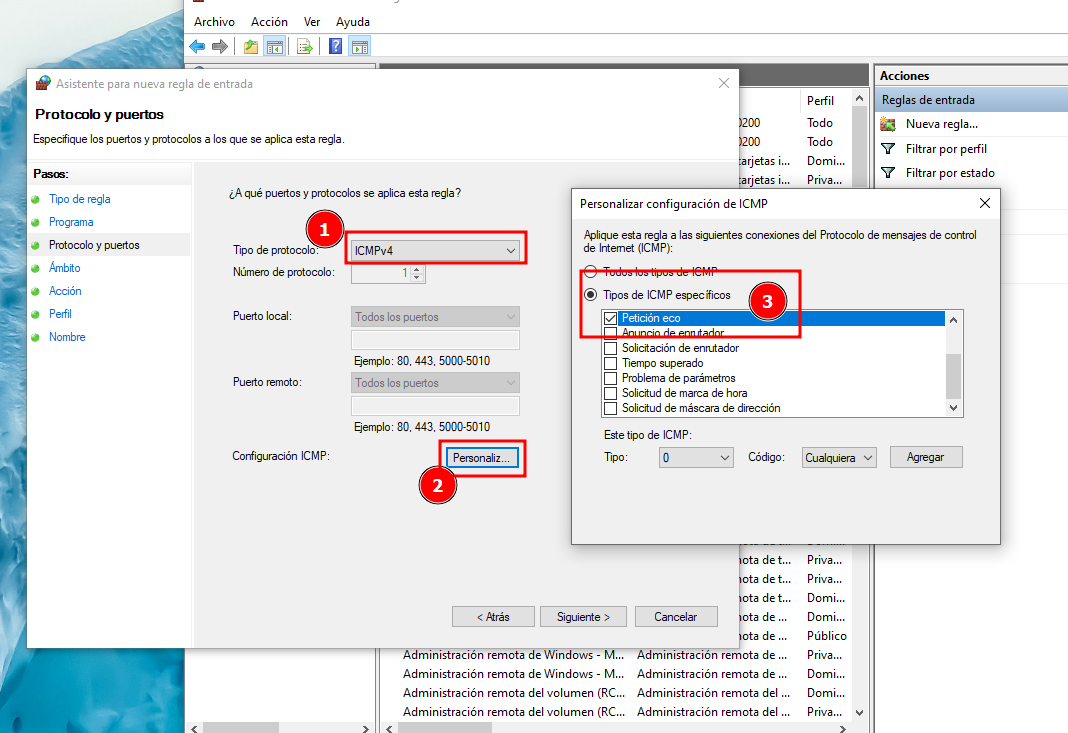 Archivo Acción Ver Ayuda
Asistente para nueva regla de entrada
Protocolo y puertos
Especifique los puertos y protocolos a los que se aplica esta regla.
Pasos:
Tipo de regla
Programa
Protocolo y puertos
Ámbito
Acción
Perfil
Nombre
¿A qué puertos y protocolos se aplica esta regla?
1
Tipo de protocolo:
ICMPv4
Número de protocolo:
1
Puerto local:
Todos los puertos
Ejemplo: 80, 443, 5000-5010
Puerto remoto:
Todos los puertos
Ejemplo: 80, 443, 5000-5010
Configuración ICMP:
Personaliz...
2
< Atrás
Siguiente >
Cancelar
Personalizar configuración de ICMP
Aplique esta regla a las siguientes conexiones del Protocolo de mensajes de control
de Internet (ICMP):
Todos los tipos de ICMP
Tipos de ICMP específicos
3
Petición eco
Anuncio de enrutador
Solicitación de enrutador
Tiempo superado
Problema de parámetros
Solicitud de marca de hora
Solicitud de máscara de dirección
Este tipo de ICMP:
Tipo:
0
Código:
Cualquiera
Agregar
Perfil
0200 Todo
0200 Todo
tarjetas i... Domi...
tarjetas i... Priva...
Acciones
Reglas de entrada
Nueva regla...
Filtrar por perfil
Filtrar por estado
nota de t... Priva...
nota de t... Priva...
nota de t... Domi...
nota de ... Domi...
nota de ... Público
Administración remota de Windows - M... Administración remota de ... Priva...
Administración remota de Windows - M... Administración remota de ... Domi...
Administración remota del volumen (RC... Administración remota del ... Domi...
Administración remota del volumen (RC... Administración remota del ... Priva...